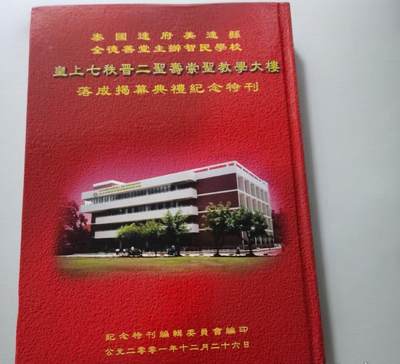 泰國達府美速縣
全德善堂主辦智民學校
皇上七秩晋二聖壽崇聖教學大樓
落成揭幕典禮紀念特刊
紀念特刊編輯委員會編印
公元二零零一年十二月二十六日